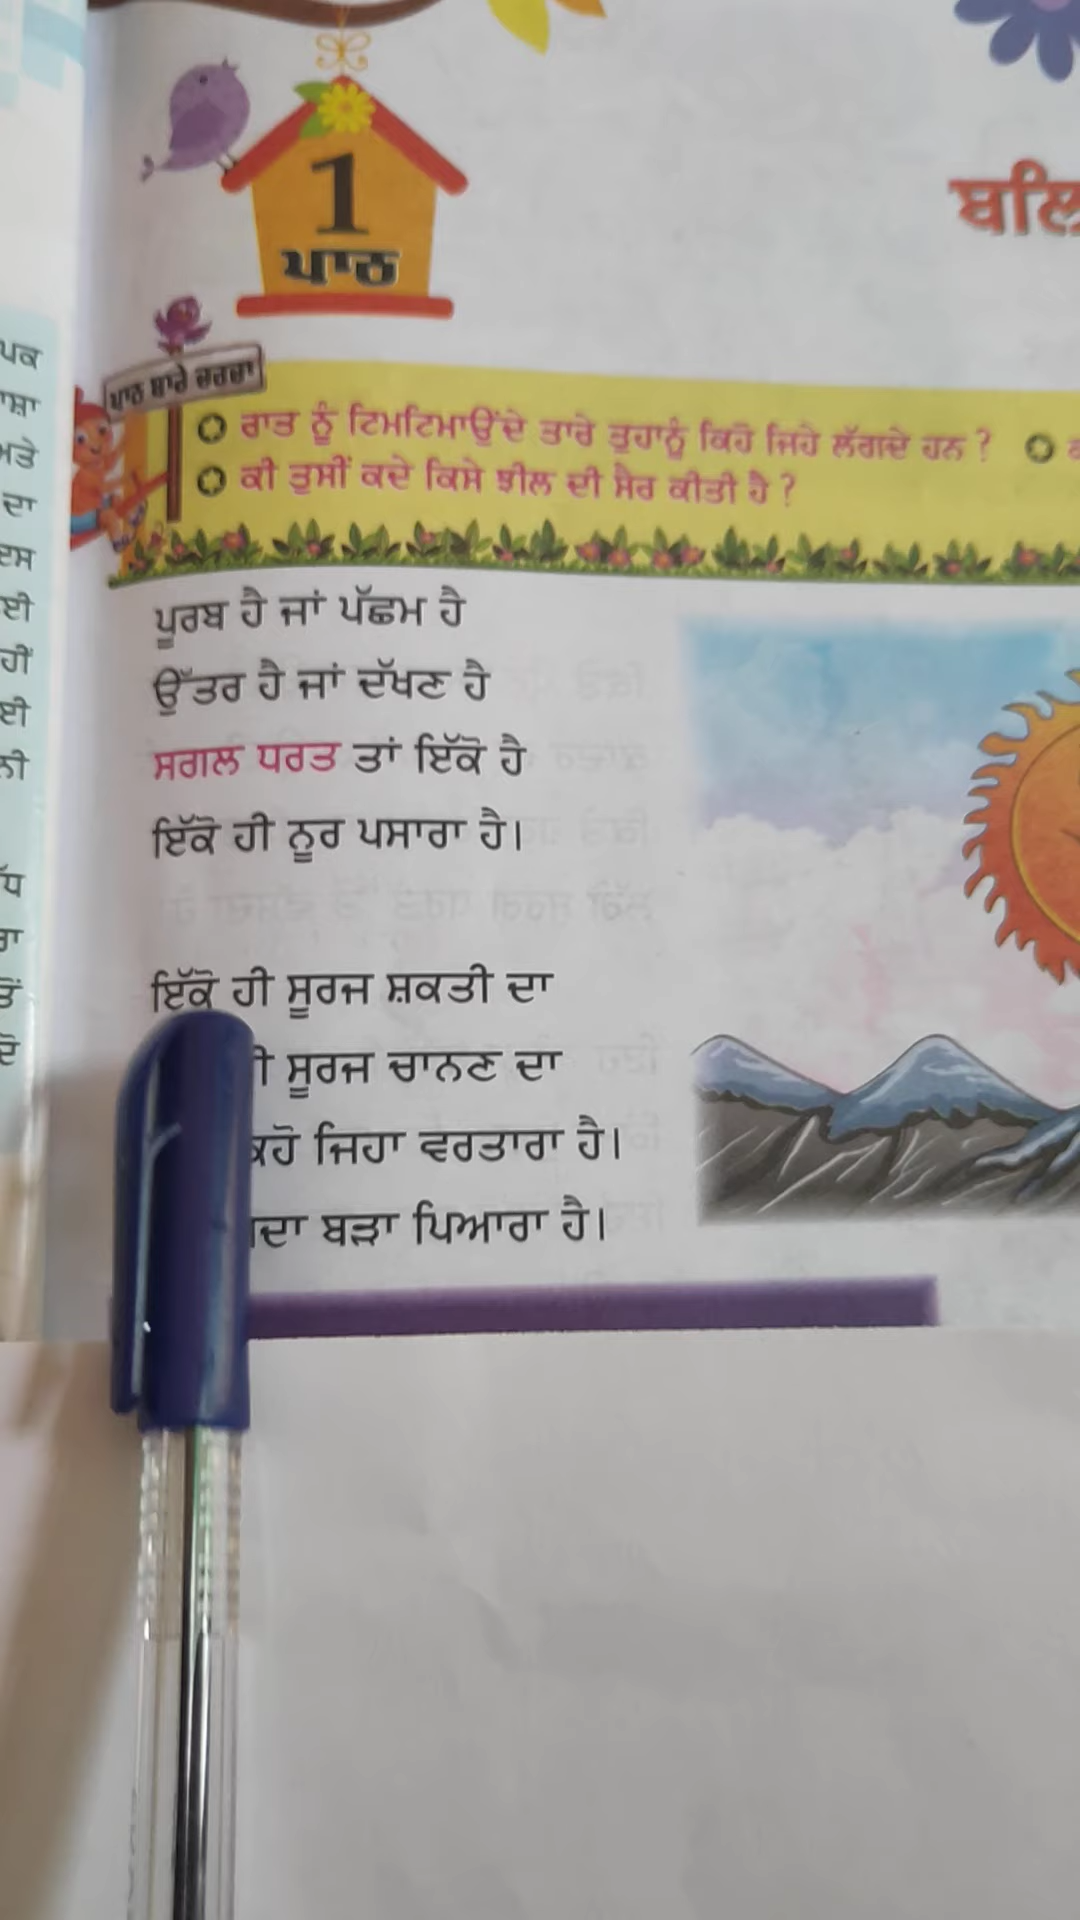 1
ਪਾਠ
ਪਾਠ ਬਾਰੇ ਚਰਚਾ
ਰਾਤ ਨੂੰ ਟਿਮਟਿਮਾਉਂਦੇ ਤਾਰੇ ਤੁਹਾਨੂੰ ਕਿਹੋ ਜਿਹੇ ਲੱਗਦੇ ਹਨ ?
ਕੀ ਤੁਸੀਂ ਕਦੇ ਕਿਸੇ ਝੀਲ ਦੀ ਸੈਰ ਕੀਤੀ ਹੈ ?
ਪੂਰਬ ਹੈ ਜਾਂ ਪੱਛਮ ਹੈ
ਉੱਤਰ ਹੈ ਜਾਂ ਦੱਖਣ ਹੈ
ਸਗਲ ਧਰਤ ਤਾਂ ਇੱਕੋ ਹੈ
ਇੱਕੋ ਹੀ ਨੂਰ ਪਸਾਰਾ ਹੈ।
ਇੱਕੋ ਹੀ ਸੂਰਜ ਸ਼ਕਤੀ ਦਾ
ਸੂਰਜ ਚਾਨਣ ਦਾ
ਜਿਹਾ ਵਰਤਾਰਾ ਹੈ।
ਬੜਾ ਪਿਆਰਾ ਹੈ।